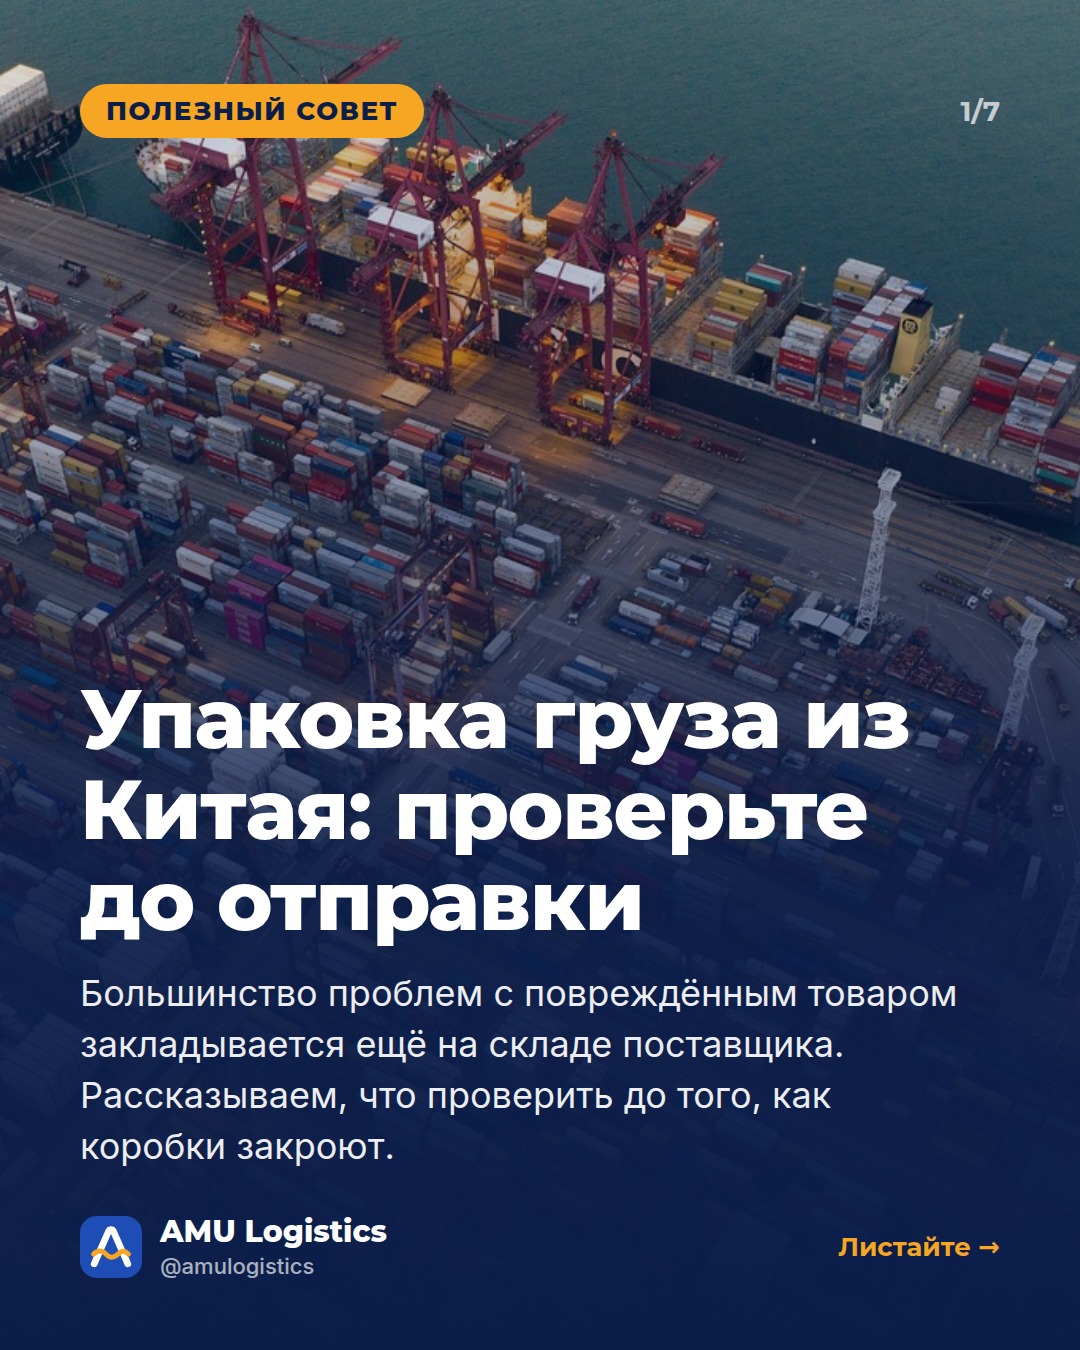 ПОЛЕЗНЫЙ СОВЕТ
1/7
Упаковка груза из
Китая: проверьте
до отправки
Большинство проблем с повреждённым товаром
закладывается ещё на складе поставщика.
Рассказываем, что проверить до того, как
коробки закроют.
AMU Logistics
@amulogistics
Листайте →